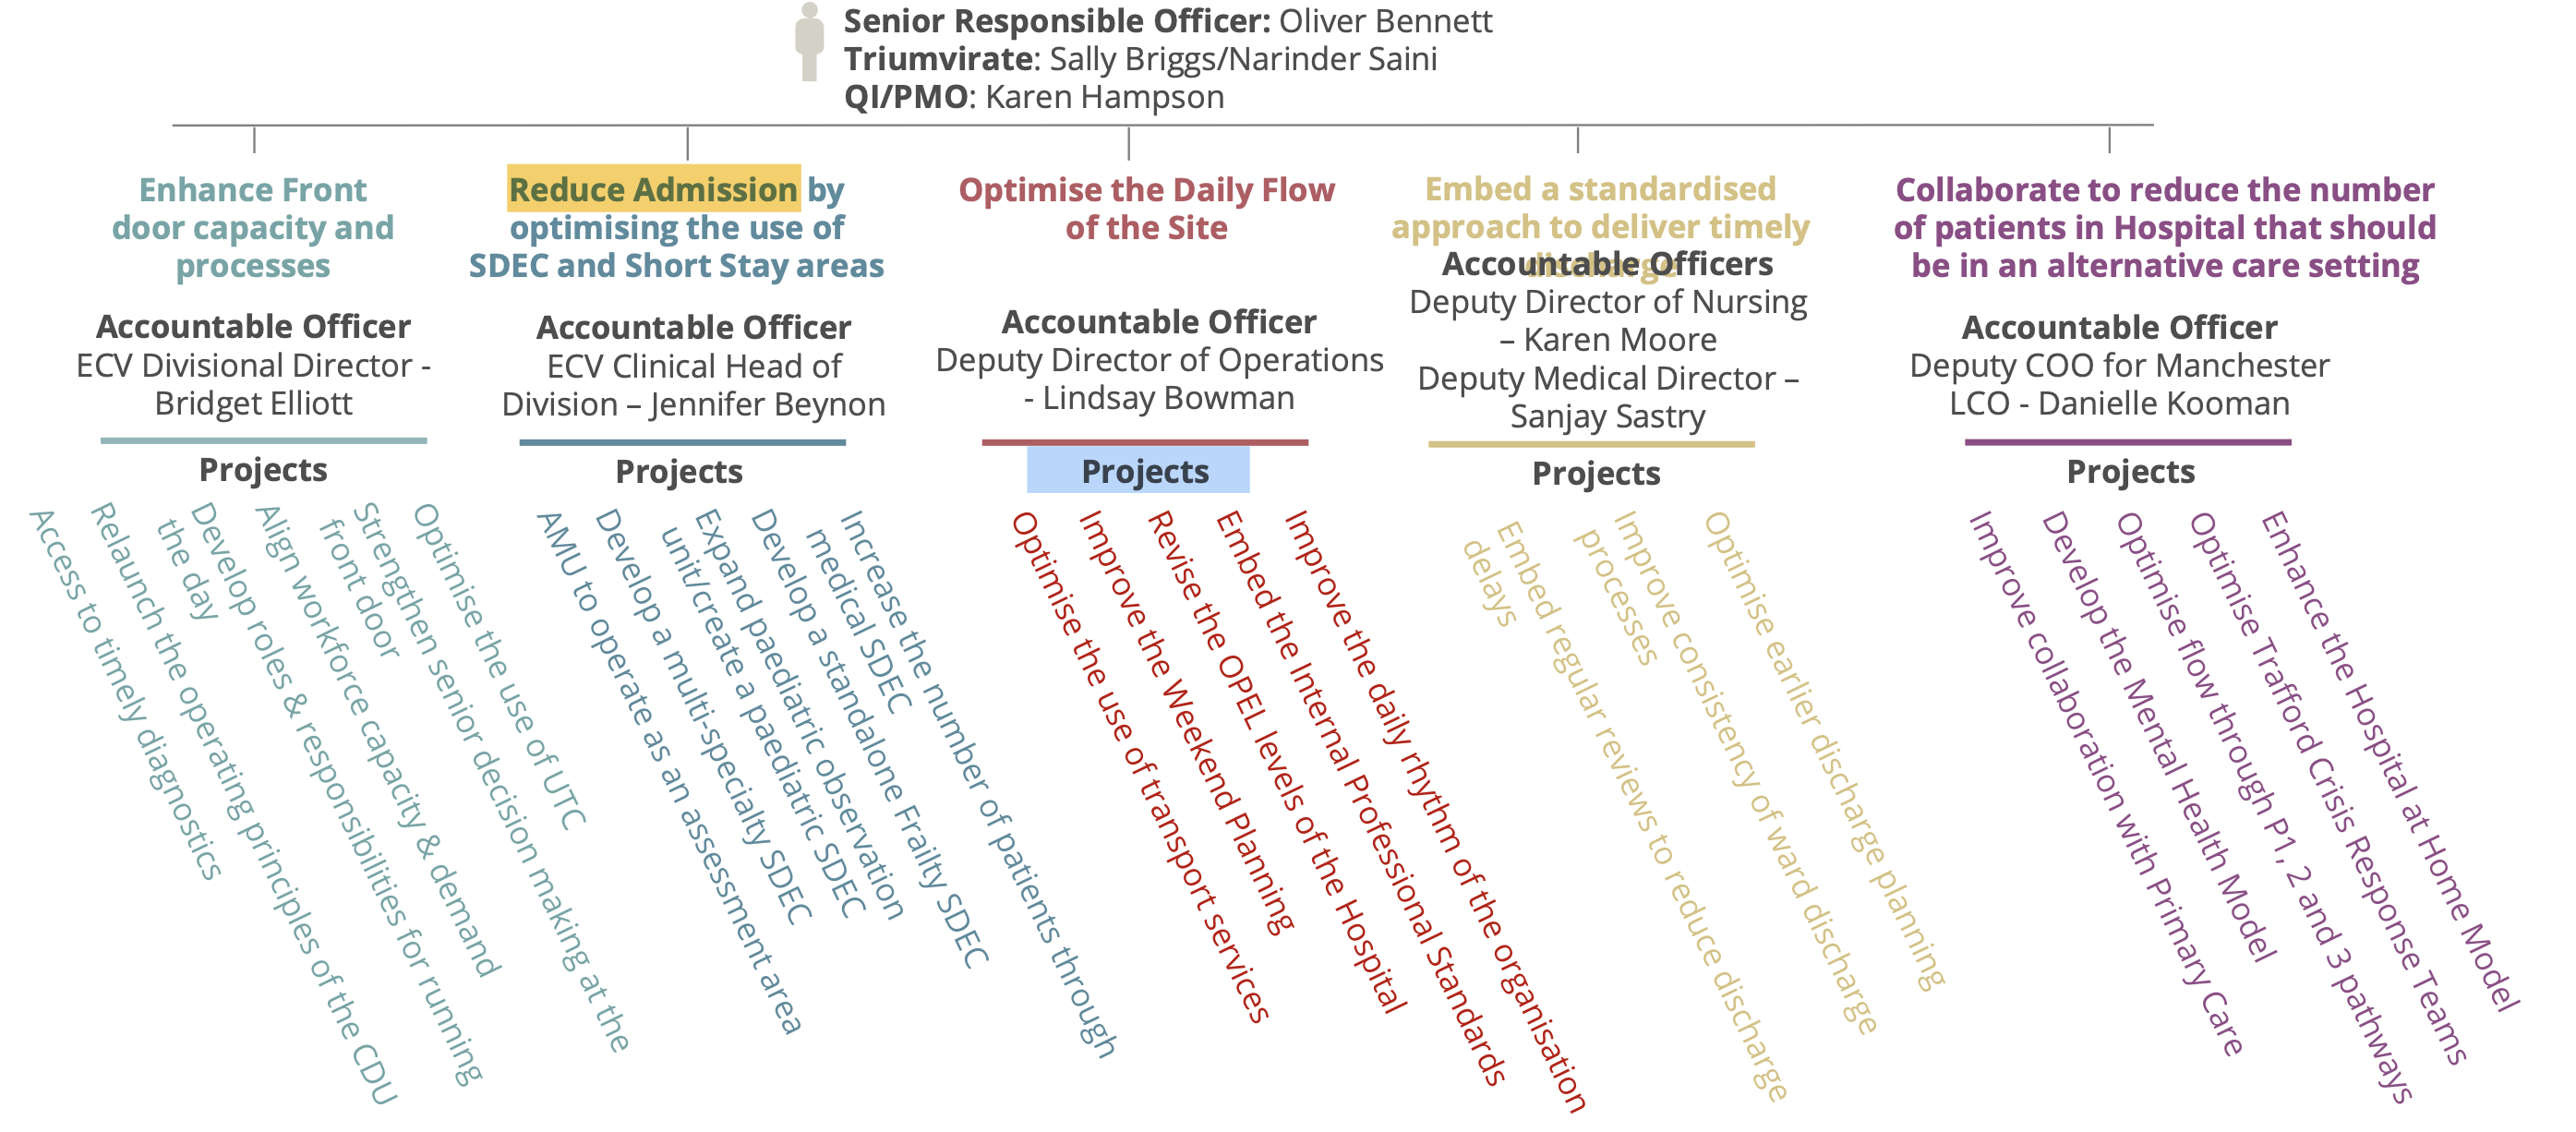 Senior Responsible Officer: Oliver Bennett
Triumvirate: Sally Briggs/Narinder Saini
QI/PMO: Karen Hampson
Enhance Front
door capacity and
processes
Accountable Officer
ECV Divisional Director -
Bridget Elliott
Projects
Access to timely diagnostics
Relaunch the operating principles of the CDU
Develop roles & responsibilities for running
the day
Align workforce capacity & demand
Strengthen senior decision making at the
front door
Optimise the use of UTC
Reduce Admission by
optimising the use of
SDEC and Short Stay areas
Accountable Officer
ECV Clinical Head of
Division – Jennifer Beynon
Projects
AMU to operate as an assessment area
Develop a multi-specialty SDEC
Expand paediatric observation
unit/create a paediatric SDEC
Develop a standalone Frailty SDEC
Increase the number of patients through
medical SDEC
Optimise the Daily Flow
of the Site
Accountable Officer
Deputy Director of Operations
- Lindsay Bowman
Projects
Optimise the use of transport services
Improve the Weekend Planning
Revise the OPEL levels of the Hospital
Embed the Internal Professional Standards
Improve the daily rhythm of the organisation
Embed a standardised
approach to deliver timely
discharge
Accountable Officers
Deputy Director of Nursing
– Karen Moore
Deputy Medical Director –
Sanjay Sastry
Projects
Embed regular reviews to reduce discharge
delays
Improve consistency of ward discharge
processes
Optimise earlier discharge planning
Collaborate to reduce the number
of patients in Hospital that should
be in an alternative care setting
Accountable Officer
Deputy COO for Manchester
LCO - Danielle Kooman
Projects
Improve collaboration with Primary Care
Develop the Mental Health Model
Optimise flow through P1, 2 and 3 pathways
Optimise Trafford Crisis Response Teams
Enhance the Hospital at Home Model